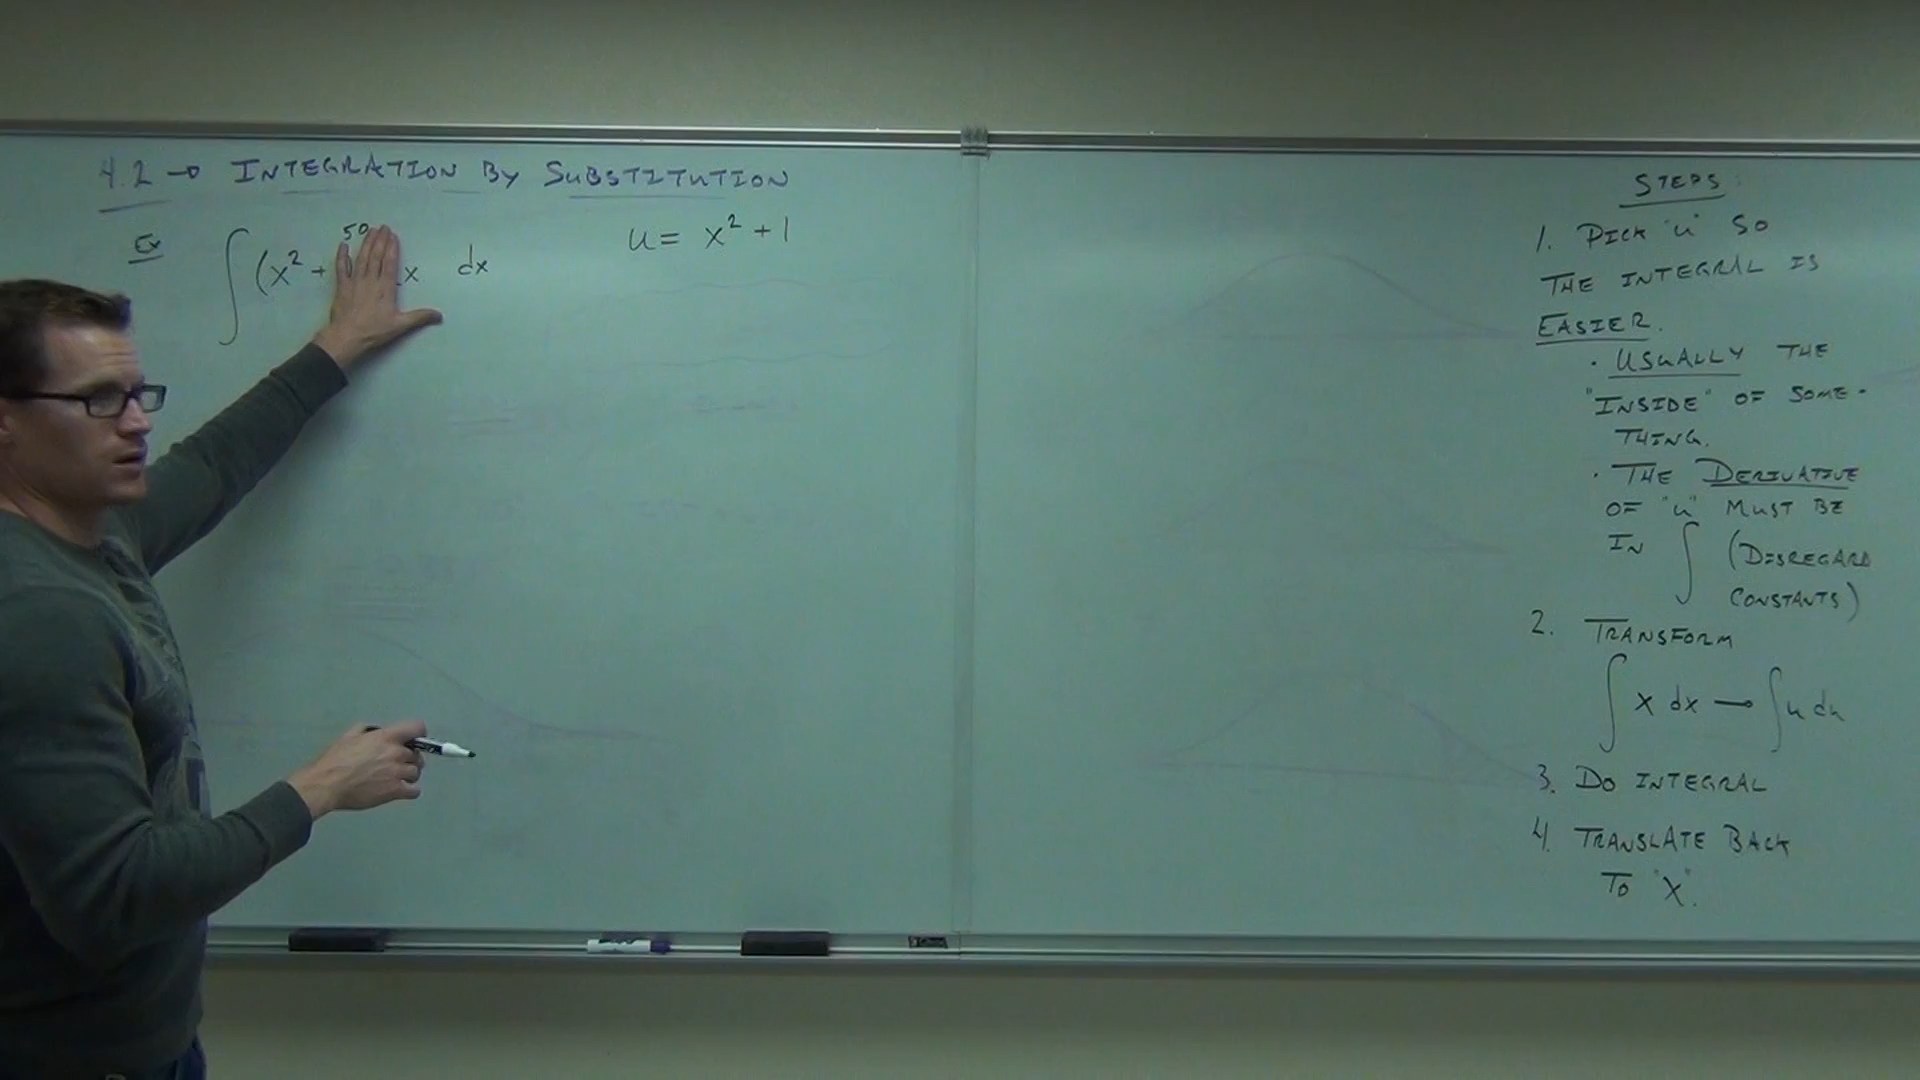 4.2 → INTEGRATION BY SUBSTITUTION
Ex ∫ (x² + 50 x dx
u = x² + 1
STEPS:
1. PICK "u" SO
THE INTEGRAL IS
EASIER.
· USUALLY THE
"INSIDE" OF SOME-
THING.
· THE DERIVATIVE
OF "u" MUST BE
IN ∫ (DISREGARD
CONSTANTS)
2. TRANSFORM
∫ x dx → ∫ u du
3. DO INTEGRAL
4. TRANSLATE BACK
TO "X".